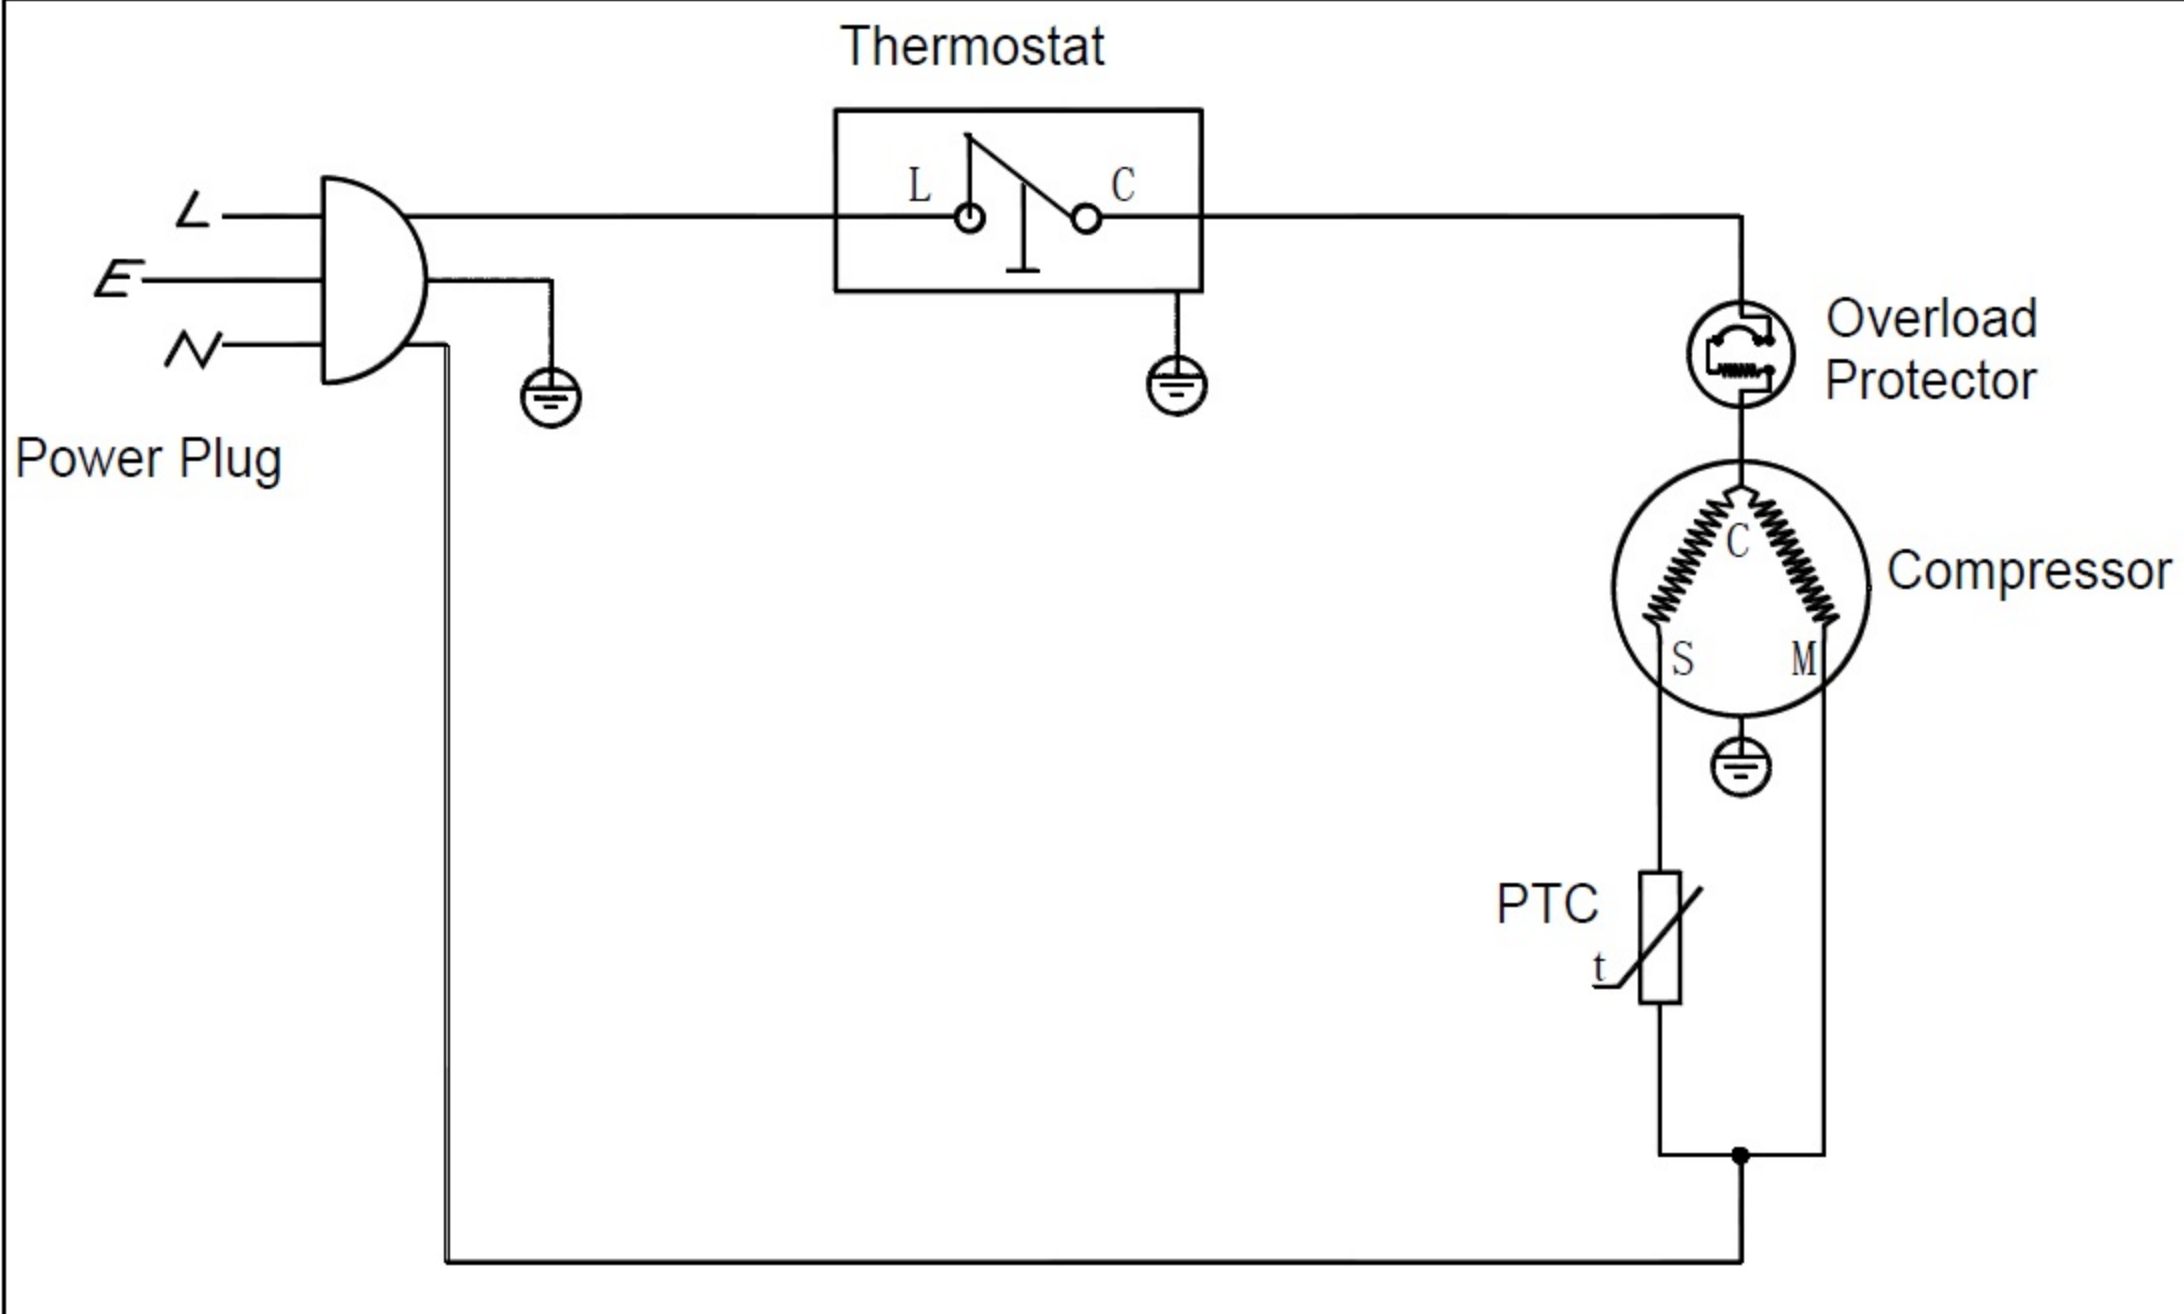 Thermostat
L
C
L
E
N
Power Plug
Overload
Protector
C
Compressor
S
M
PTC
t